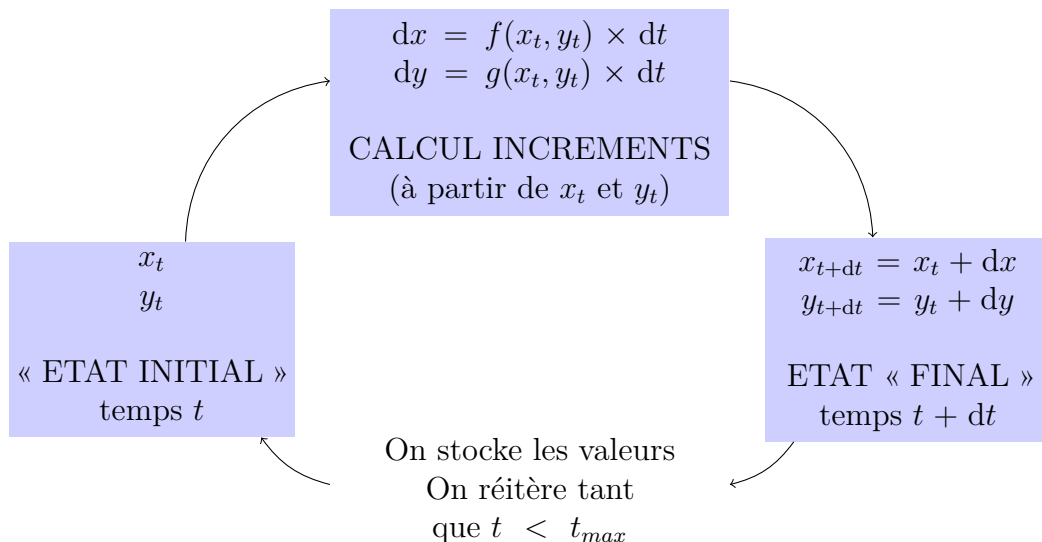 dx = f(x_t, y_t) × dt
dy = g(x_t, y_t) × dt
CALCUL INCREMENTS
(à partir de x_t et y_t)
x_t
y_t
« ETAT INITIAL »
temps t
x_{t+dt} = x_t + dx
y_{t+dt} = y_t + dy
ETAT « FINAL »
temps t + dt
On stocke les valeurs
On réitère tant
que t < t_{max}